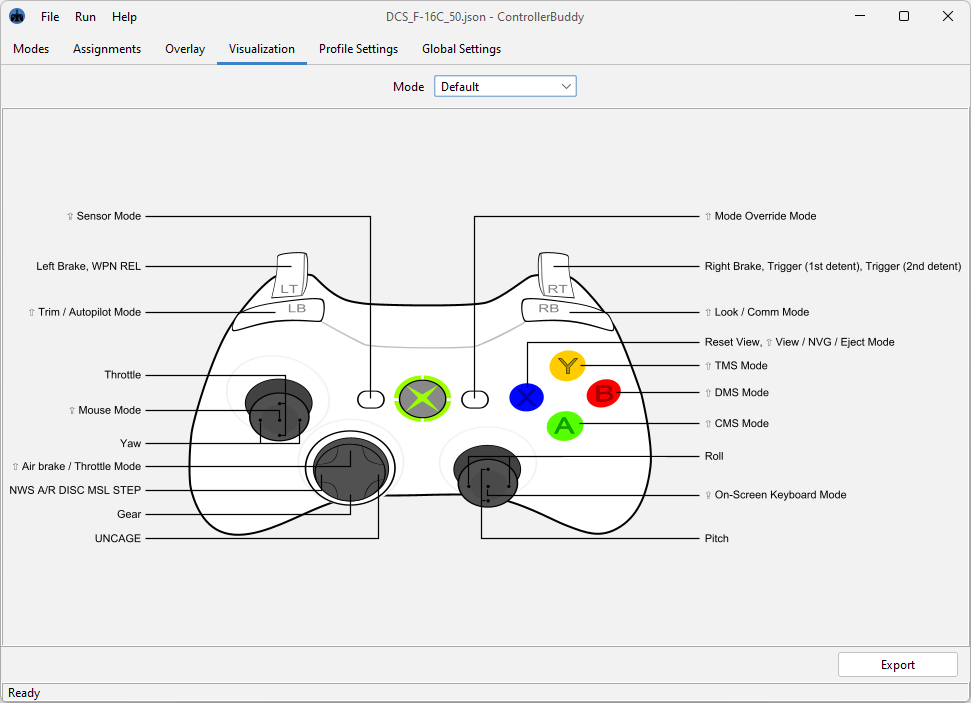 DCS_F-16C_50.json - ControllerBuddy
File Run Help
Modes Assignments Overlay Visualization Profile Settings Global Settings
Mode Default
⇧ Sensor Mode
⇧ Mode Override Mode
Left Brake, WPN REL
LT
RT
Right Brake, Trigger (1st detent), Trigger (2nd detent)
⇧ Trim / Autopilot Mode
LB
RB
⇧ Look / Comm Mode
Reset View, ⇧ View / NVG / Eject Mode
Y
⇧ TMS Mode
Throttle
X
B
⇧ DMS Mode
⇧ Mouse Mode
A
⇧ CMS Mode
Yaw
Roll
⇧ Air brake / Throttle Mode
NWS A/R DISC MSL STEP
⇧ On-Screen Keyboard Mode
Gear
UNCAGE
Pitch
Export
Ready